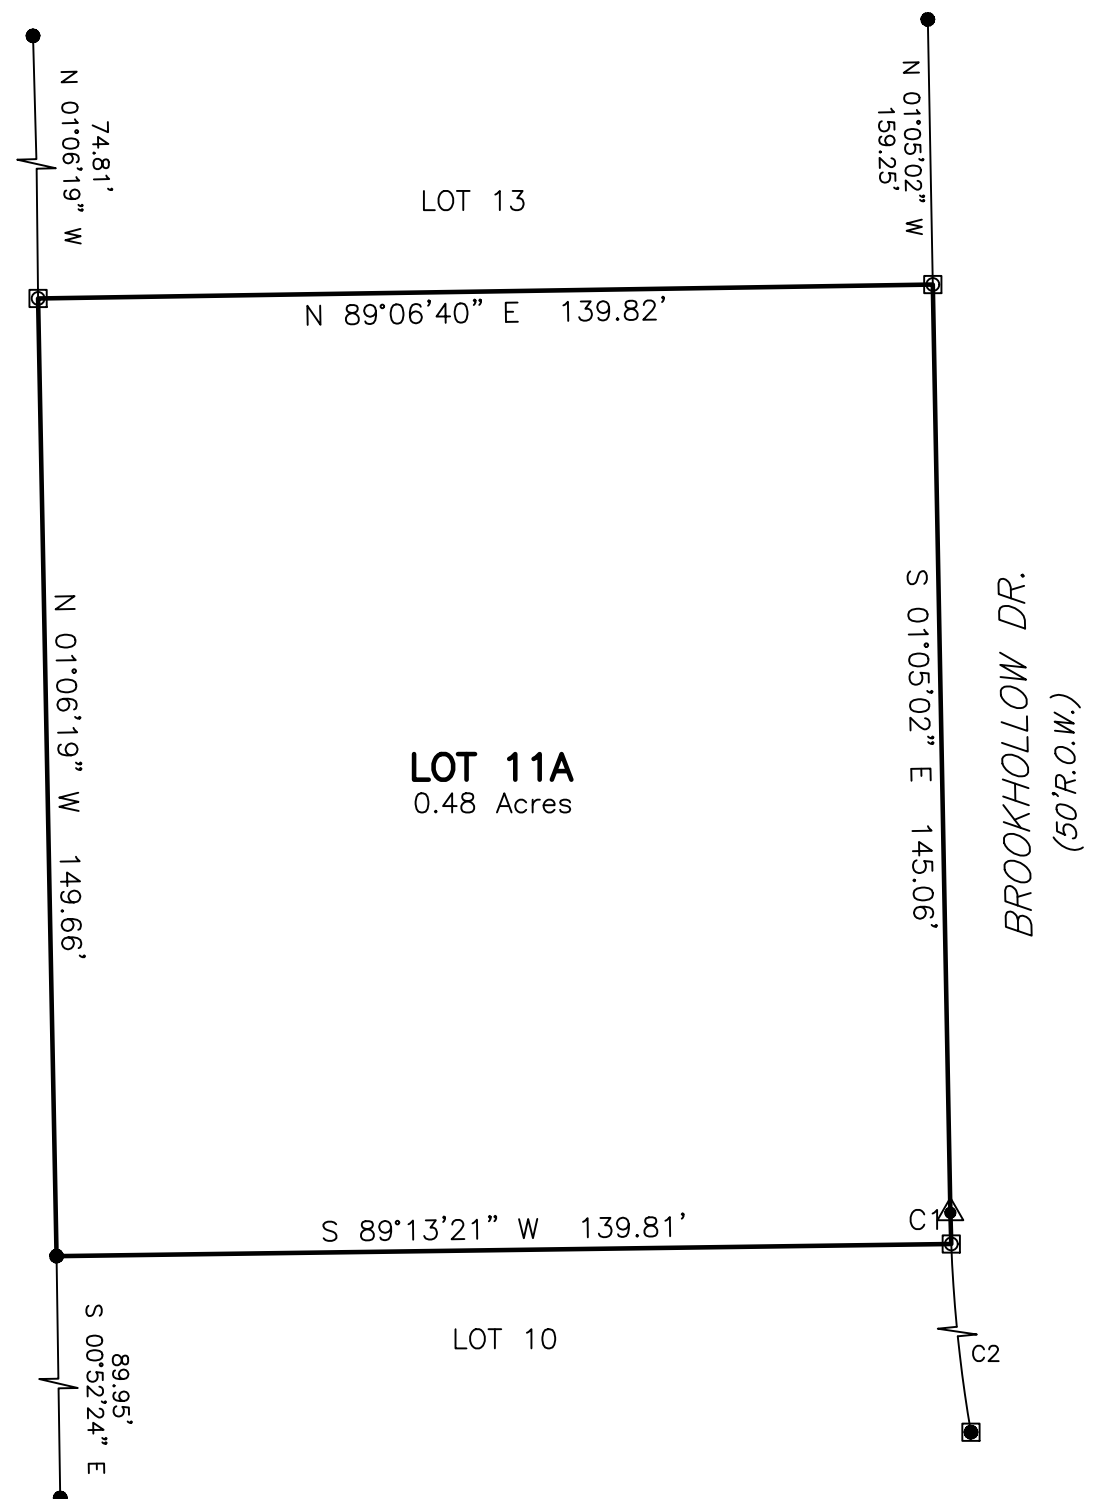 N 01°06'19" W
74.81'
N 01°05'02" W
159.25'
LOT 13
N 89°06'40" E 139.82'
N 01°06'19" W 149.66'
S 01°05'02" E 145.06'
BROOKHOLLOW DR.
(50'R.O.W.)
LOT 11A
0.48 Acres
C1
S 89°13'21" W 139.81'
LOT 10
C2
S 00°52'24" E
89.95'